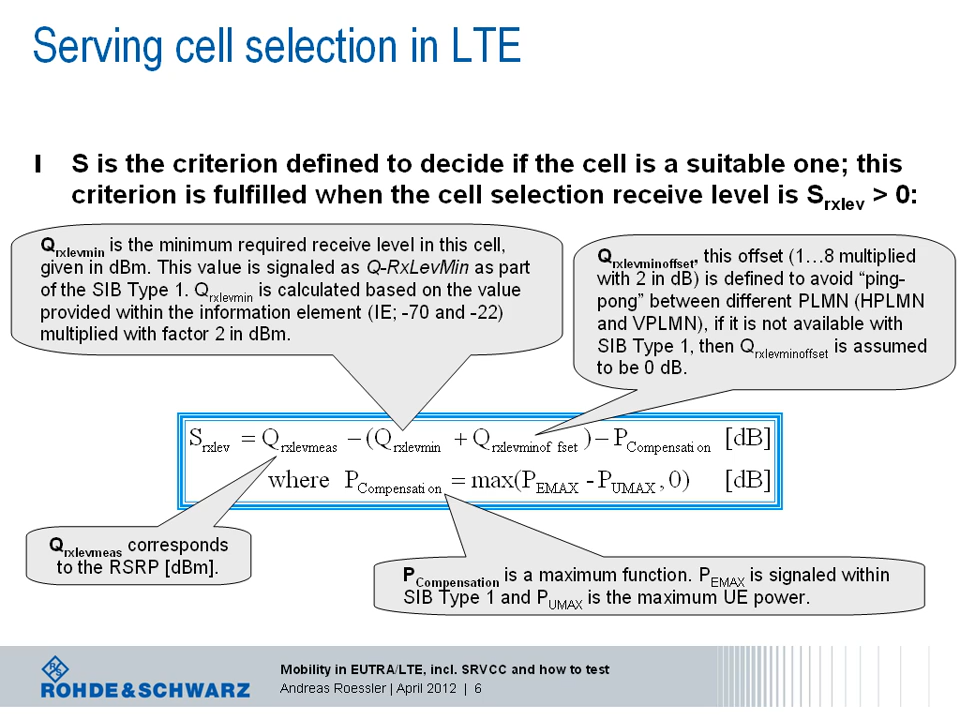 Serving cell selection in LTE
S is the criterion defined to decide if the cell is a suitable one; this
criterion is fulfilled when the cell selection receive level is Srxlev > 0:
Qrxlevmin is the minimum required receive level in this cell,
given in dBm. This value is signaled as Q-RxLevMin as part
of the SIB Type 1. Qrxlevmin is calculated based on the value
provided within the information element (IE; -70 and -22)
multiplied with factor 2 in dBm.
Qrxlevminoffset, this offset (1…8 multiplied
with 2 in dB) is defined to avoid “ping-
pong” between different PLMN (HPLMN
and VPLMN), if it is not available with
SIB Type 1, then Qrxlevminoffset is assumed
to be 0 dB.
Srxlev = Qrxlevmeas − (Qrxlevmin + Qrxlevminof fset ) − PCompensation [dB]
where PCompensation = max(PEMAX - PUMAX, 0) [dB]
Qrxlevmeas corresponds
to the RSRP [dBm].
PCompensation is a maximum function. PEMAX is signaled within
SIB Type 1 and PUMAX is the maximum UE power.
R S
ROHDE&SCHWARZ
Mobility in EUTRA/LTE, incl. SRVCC and how to test
Andreas Roessler | April 2012 | 6